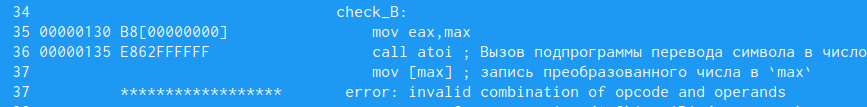 34 check_B:
35 00000130 B8[00000000] mov eax,max
36 00000135 E862FFFFFF call atoi ; Вызов подпрограммы перевода символа в число
37 mov [max] ; запись преобразованного числа в `max`
37 ****************** error: invalid combination of opcode and operands